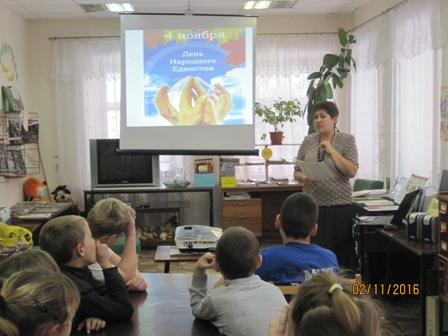 4 ноября
День
Народного
Единства
02/11/2016